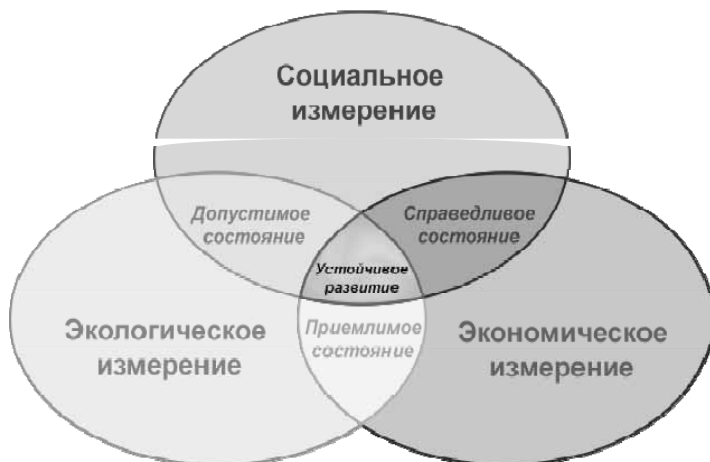 Социальное
измерение
Допустимое
состояние
Справедливое
состояние
Устойчивое
развитие
Экологическое
измерение
Приемлимое
состояние
Экономическое
измерение